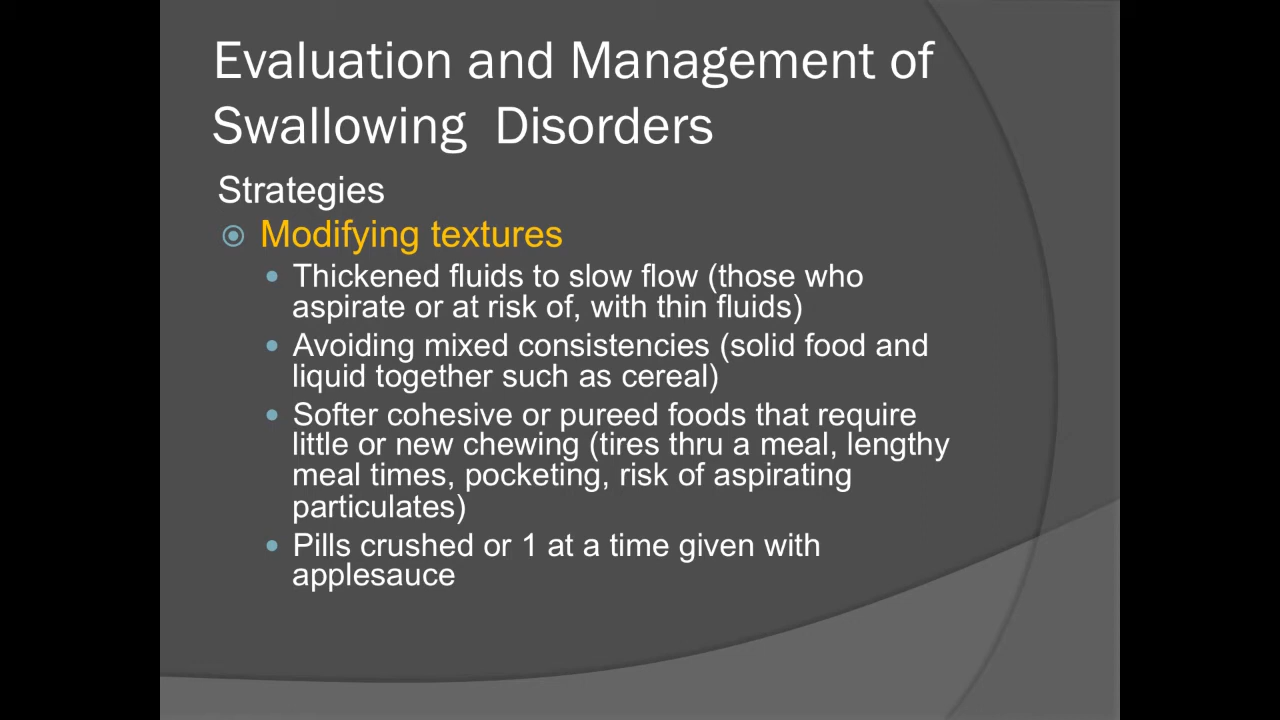 Evaluation and Management of
Swallowing Disorders
Strategies
Modifying textures
Thickened fluids to slow flow (those who
aspirate or at risk of, with thin fluids)
Avoiding mixed consistencies (solid food and
liquid together such as cereal)
Softer cohesive or pureed foods that require
little or new chewing (tires thru a meal, lengthy
meal times, pocketing, risk of aspirating
particulates)
Pills crushed or 1 at a time given with
applesauce